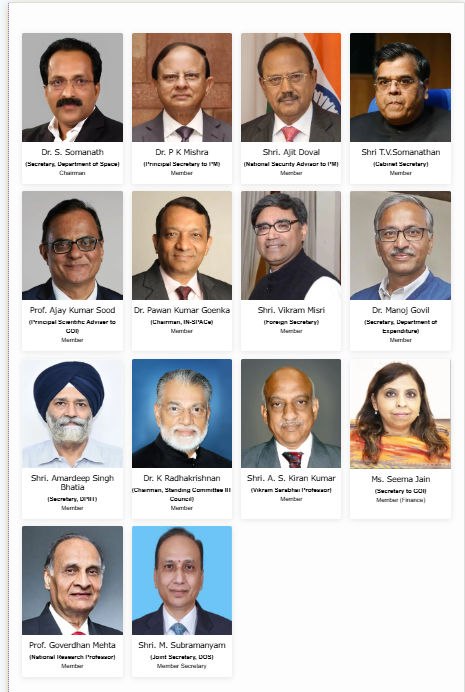 Dr. S. Somanath
(Secretary, Department of Space)
Chairman
Dr. P K Mishra
(Principal Secretary to PM)
Member
Shri. Ajit Doval
(National Security Advisor to PM)
Member
Shri T.V.Somanathan
(Cabinet Secretary)
Member
Prof. Ajay Kumar Sood
(Principal Scientific Adviser to
GOI)
Member
Dr. Pawan Kumar Goenka
(Chairman, IN-SPACe)
Member
Shri. Vikram Misri
(Foreign Secretary)
Member
Dr. Manoj Govil
(Secretary, Department of
Expenditure)
Member
Shri. Amardeep Singh
Bhatia
(Secretary, DPIIT)
Member
Dr. K Radhakrishnan
(Chairman, Standing Committee IIT
Council)
Member
Shri. A. S. Kiran Kumar
(Vikram Sarabhai Professor)
Member
Ms. Seema Jain
(Secretary to GOI)
Member (Finance)
Prof. Goverdhan Mehta
(National Research Professor)
Member
Shri. M. Subramanyam
(Joint Secretary, DOS)
Member Secretary